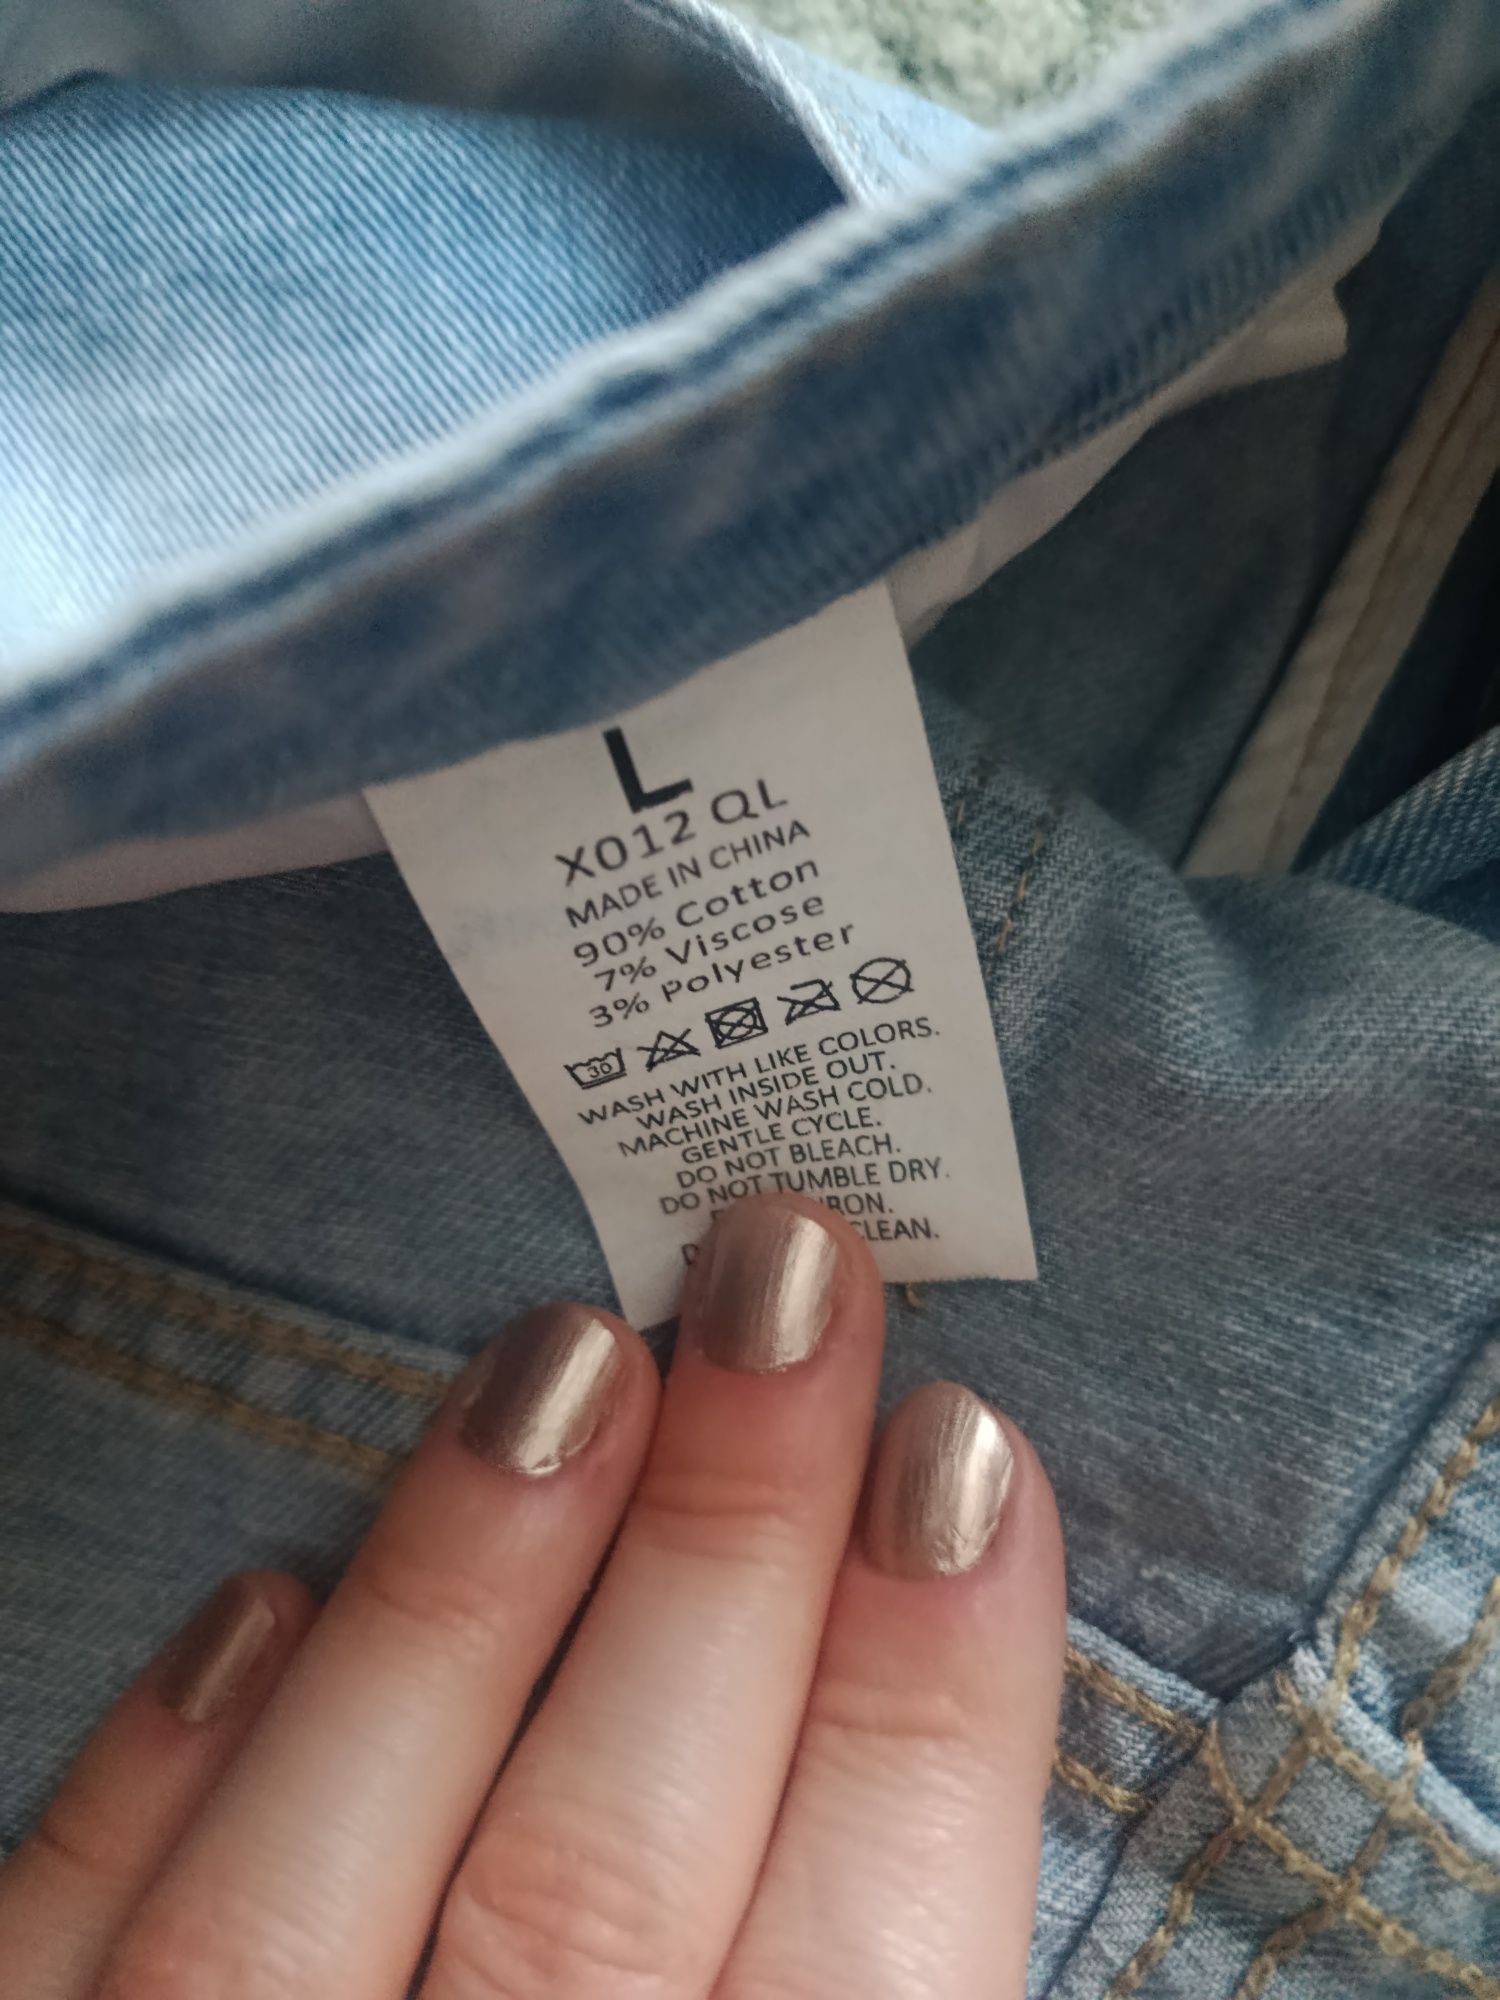 L
X012 QL
MADE IN CHINA
90% Cotton
7% Viscose
3% Polyester
30
WASH WITH LIKE COLORS.
WASH INSIDE OUT.
MACHINE WASH COLD.
GENTLE CYCLE.
DO NOT BLEACH.
DO NOT TUMBLE DRY.
IRON.
CLEAN.